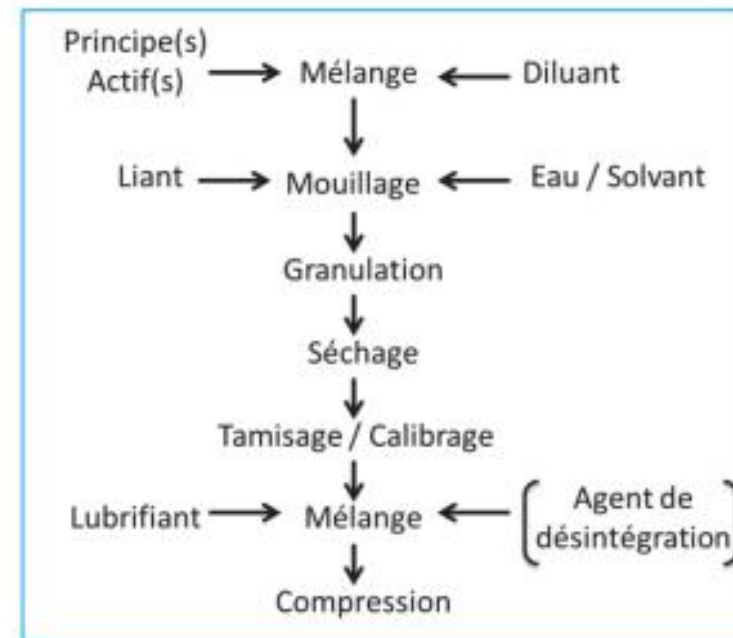 Principe(s)
Actif(s)
Mélange
Diluant
Liant
Mouillage
Eau / Solvant
Granulation
Séchage
Tamisage / Calibrage
Lubrifiant
Mélange
Agent de
désintégration
Compression